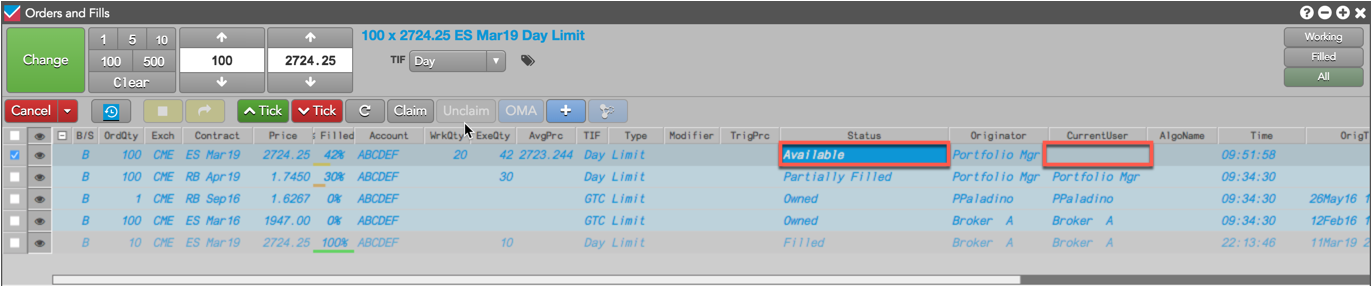 Orders and Fills
Change
1 5 10
100 500
Clear
100
2724.25
100 x 2724.25 ES Mar19 Day Limit
TIF Day
Working
Filled
All
Cancel Tick Tick Claim Unclaim OMA +
B/S OrdQty Exch Contract Price Filled Account WrkQty ExeQty AvgPrc TIF Type Modifier TrigPrc Status Originator CurrentUser AlgoName Time OrigT
B 100 CME ES Mar19 2724.25 42% ABCDEF 20 42 2723.244 Day Limit Available Portfolio Mgr 09:51:58
B 100 CME RB Apr19 1.7450 30% ABCDEF 30 Day Limit Partially Filled Portfolio Mgr Portfolio Mgr 09:34:30
B 1 CME RB Sep16 1.6267 0% ABCDEF GTC Limit Owned PPaladino PPaladino 09:34:30 26May16 1
B 100 CME ES Mar16 1947.00 0% ABCDEF GTC Limit Owned Broker A Broker A 09:34:30 12Feb16 1
B 10 CME ES Mar19 2724.25 100% ABCDEF 10 Day Limit Filled Broker A Broker A 22:13:46 11Mar19 2